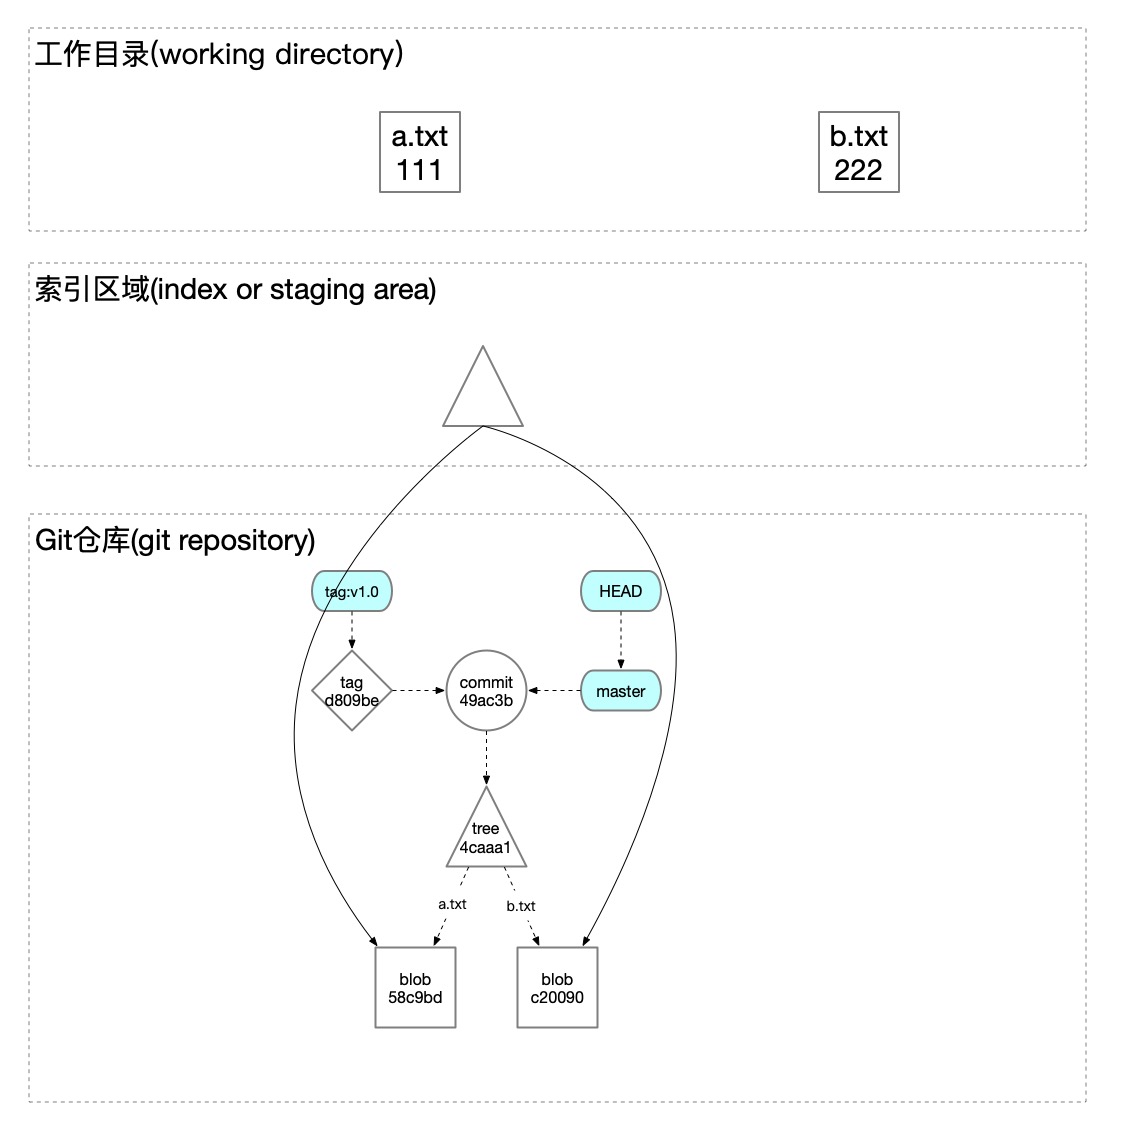 工作目录(working directory)
a.txt
111
b.txt
222
索引区域(index or staging area)
Git仓库(git repository)
tag:v1.0
HEAD
tag
d809be
commit
49ac3b
master
tree
4caaa1
a.txt
b.txt
blob
58c9bd
blob
c20090